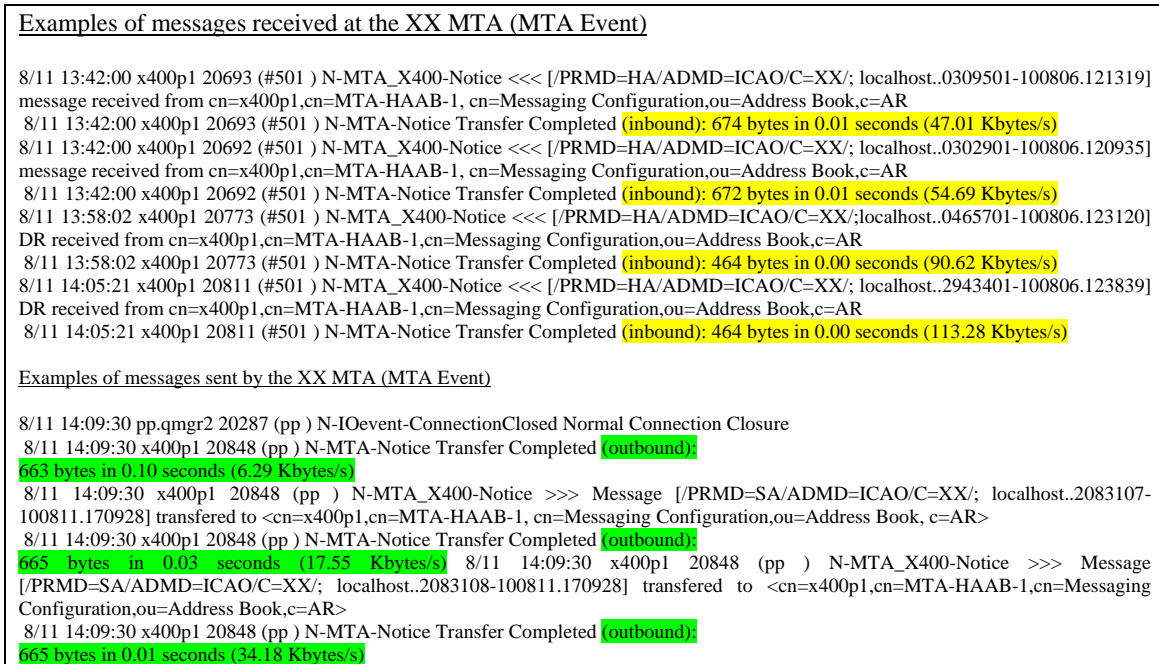 Examples of messages received at the XX MTA (MTA Event)
8/11 13:42:00 x400p1 20693 (#501 ) N-MTA_X400-Notice <<< [/PRMD=HA/ADMD=ICAO/C=XX/; localhost..0309501-100806.121319]
message received from cn=x400p1,cn=MTA-HAAB-1, cn=Messaging Configuration,ou=Address Book,c=AR
8/11 13:42:00 x400p1 20693 (#501 ) N-MTA-Notice Transfer Completed (inbound): 674 bytes in 0.01 seconds (47.01 Kbytes/s)
8/11 13:42:00 x400p1 20692 (#501 ) N-MTA_X400-Notice <<< [/PRMD=HA/ADMD=ICAO/C=XX/; localhost..0302901-100806.120935]
message received from cn=x400p1,cn=MTA-HAAB-1, cn=Messaging Configuration,ou=Address Book,c=AR
8/11 13:42:00 x400p1 20692 (#501 ) N-MTA-Notice Transfer Completed (inbound): 672 bytes in 0.01 seconds (54.69 Kbytes/s)
8/11 13:58:02 x400p1 20773 (#501 ) N-MTA_X400-Notice <<< [/PRMD=HA/ADMD=ICAO/C=XX/;localhost..0465701-100806.123120]
DR received from cn=x400p1,cn=MTA-HAAB-1,cn=Messaging Configuration,ou=Address Book,c=AR
8/11 13:58:02 x400p1 20773 (#501 ) N-MTA-Notice Transfer Completed (inbound): 464 bytes in 0.00 seconds (90.62 Kbytes/s)
8/11 14:05:21 x400p1 20811 (#501 ) N-MTA_X400-Notice <<< [/PRMD=HA/ADMD=ICAO/C=XX/; localhost..2943401-100806.123839]
DR received from cn=x400p1,cn=MTA-HAAB-1,cn=Messaging Configuration,ou=Address Book,c=AR
8/11 14:05:21 x400p1 20811 (#501 ) N-MTA-Notice Transfer Completed (inbound): 464 bytes in 0.00 seconds (113.28 Kbytes/s)
Examples of messages sent by the XX MTA (MTA Event)
8/11 14:09:30 pp.qmgr2 20287 (pp ) N-IOevent-ConnectionClosed Normal Connection Closure
8/11 14:09:30 x400p1 20848 (pp ) N-MTA-Notice Transfer Completed (outbound):
663 bytes in 0.10 seconds (6.29 Kbytes/s)
8/11 14:09:30 x400p1 20848 (pp ) N-MTA_X400-Notice >>> Message [/PRMD=SA/ADMD=ICAO/C=XX/; localhost..2083107-
100811.170928] transfered to <cn=x400p1,cn=MTA-HAAB-1, cn=Messaging Configuration,ou=Address Book, c=AR>
8/11 14:09:30 x400p1 20848 (pp ) N-MTA-Notice Transfer Completed (outbound):
665 bytes in 0.03 seconds (17.55 Kbytes/s) 8/11 14:09:30 x400p1 20848 (pp ) N-MTA_X400-Notice >>> Message
[/PRMD=SA/ADMD=ICAO/C=XX/; localhost..2083108-100811.170928] transfered to <cn=x400p1,cn=MTA-HAAB-1,cn=Messaging
Configuration,ou=Address Book,c=AR>
8/11 14:09:30 x400p1 20848 (pp ) N-MTA-Notice Transfer Completed (outbound):
665 bytes in 0.01 seconds (34.18 Kbytes/s)